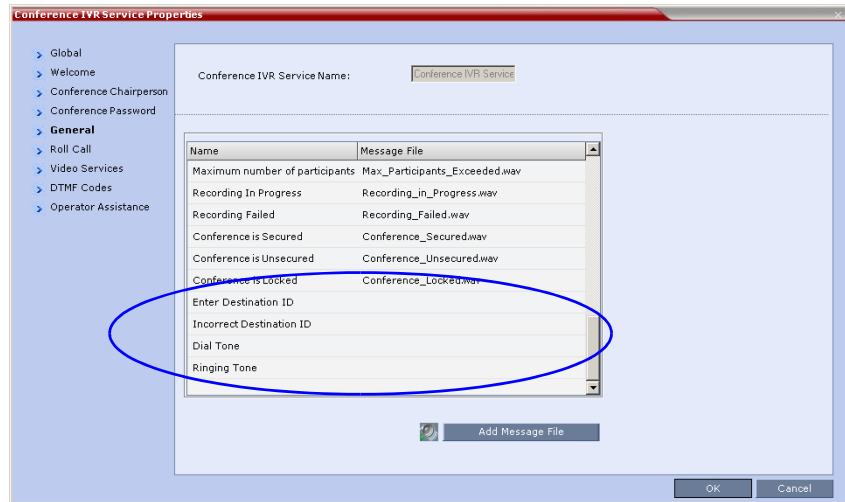 Conference IVR Service Properties
Global
Welcome
Conference Chairperson
Conference Password
General
Roll Call
Video Services
DTMF Codes
Operator Assistance
Conference IVR Service Name: Conference IVR Service
Name Message File
Maximum number of participants Max_Participants_Exceeded.wav
Recording In Progress Recording_in_Progress.wav
Recording Failed Recording_Failed.wav
Conference is Secured Conference_Secured.wav
Conference is Unsecured Conference_Unsecured.wav
Conference is Locked Conference_Locked.wav
Enter Destination ID
Incorrect Destination ID
Dial Tone
Ringing Tone
Add Message File
OK Cancel